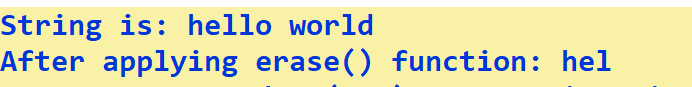 String is: hello world
After applying erase() function: hel